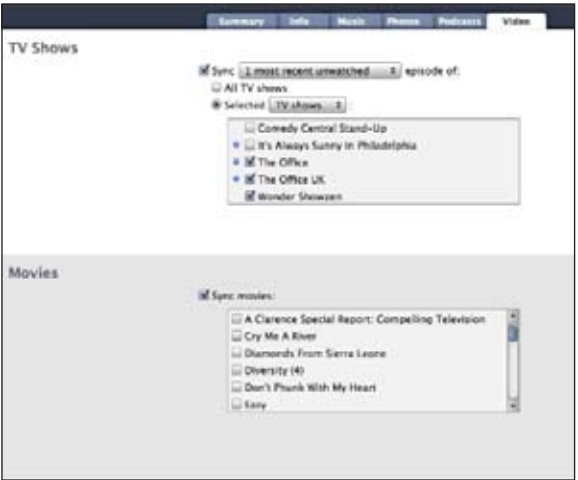 Summary Info Music Photos Podcasts Video
TV Shows
Sync 1 most recent unwatched episode of:
All TV shows
Selected TV shows :
Comedy Central Stand-Up
It's Always Sunny in Philadelphia
The Office
The Office UK
Wonder Showzen
Movies
Sync movies:
A Clarence Special Report: Compelling Television
Cry Me A River
Diamonds From Sierra Leone
Diversity (4)
Don't Phunk With My Heart